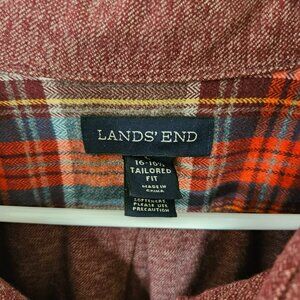 LANDS' END
16-16½
TAILORED
FIT
MADE IN
CHINA
SOFTENERS,
PLEASE USE
PRECAUTION